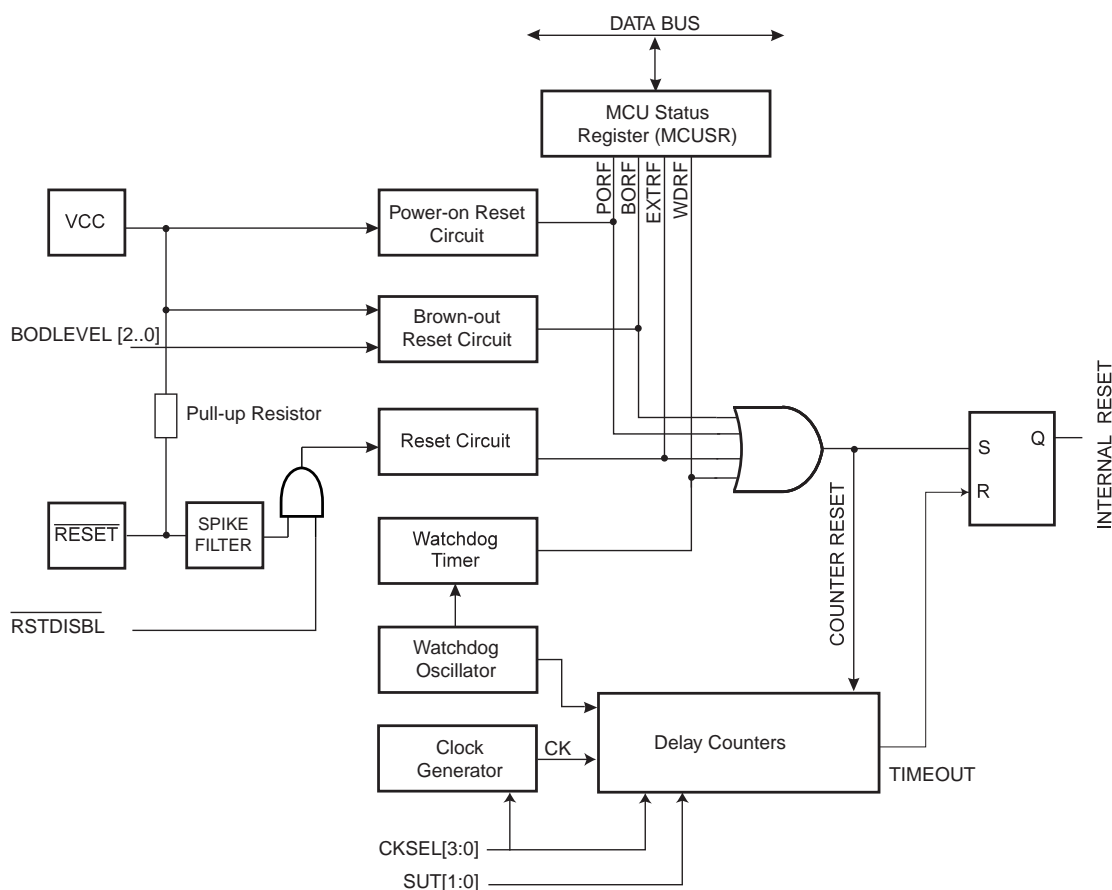 DATA BUS
MCU Status
Register (MCUSR)
PORF
BORF
EXTRF
WDRF
VCC
Power-on Reset
Circuit
BODLEVEL [2..0]
Brown-out
Reset Circuit
Pull-up Resistor
Reset Circuit
S
Q
R
INTERNAL RESET
RESET
SPIKE
FILTER
Watchdog
Timer
COUNTER RESET
RSTDISBL
Watchdog
Oscillator
Clock
Generator
CK
Delay Counters
TIMEOUT
CKSEL[3:0]
SUT[1:0]